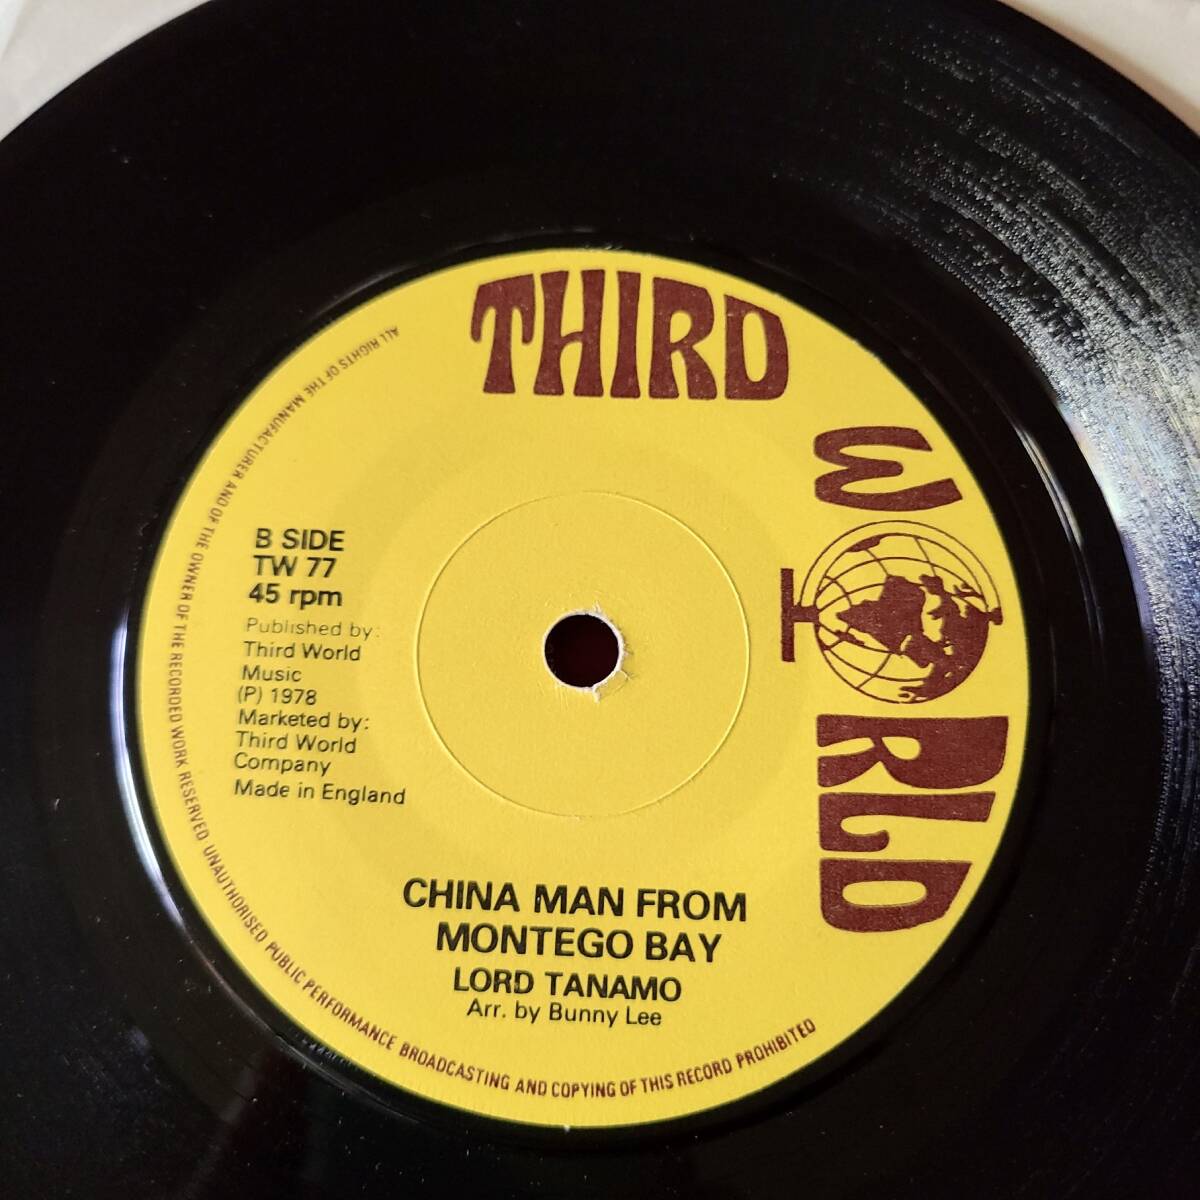 THIRD
WORLD
B SIDE
TW 77
45 rpm
Published by:
Third World
Music
(P) 1978
Marketed by:
Third World
Company
Made in England
CHINA MAN FROM
MONTEGO BAY
LORD TANAMO
Arr. by Bunny Lee
ALL RIGHTS OF THE MANUFACTURER AND OF THE OWNER OF THE RECORDED WORK RESERVED UNAUTHORISED PUBLIC PERFORMANCE BROADCASTING AND COPYING OF THIS RECORD PROHIBITED